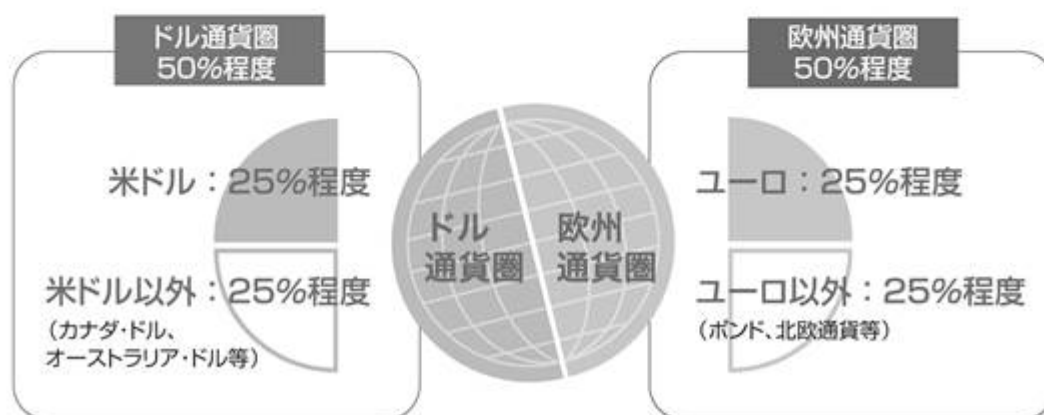 ドル通貨圏
50%程度
米ドル：25%程度
米ドル以外：25%程度
(カナダ・ドル、
オーストラリア・ドル等)
ドル
通貨圏
欧州
通貨圏
欧州通貨圏
50%程度
ユーロ：25%程度
ユーロ以外：25%程度
(ポンド、北欧通貨等)